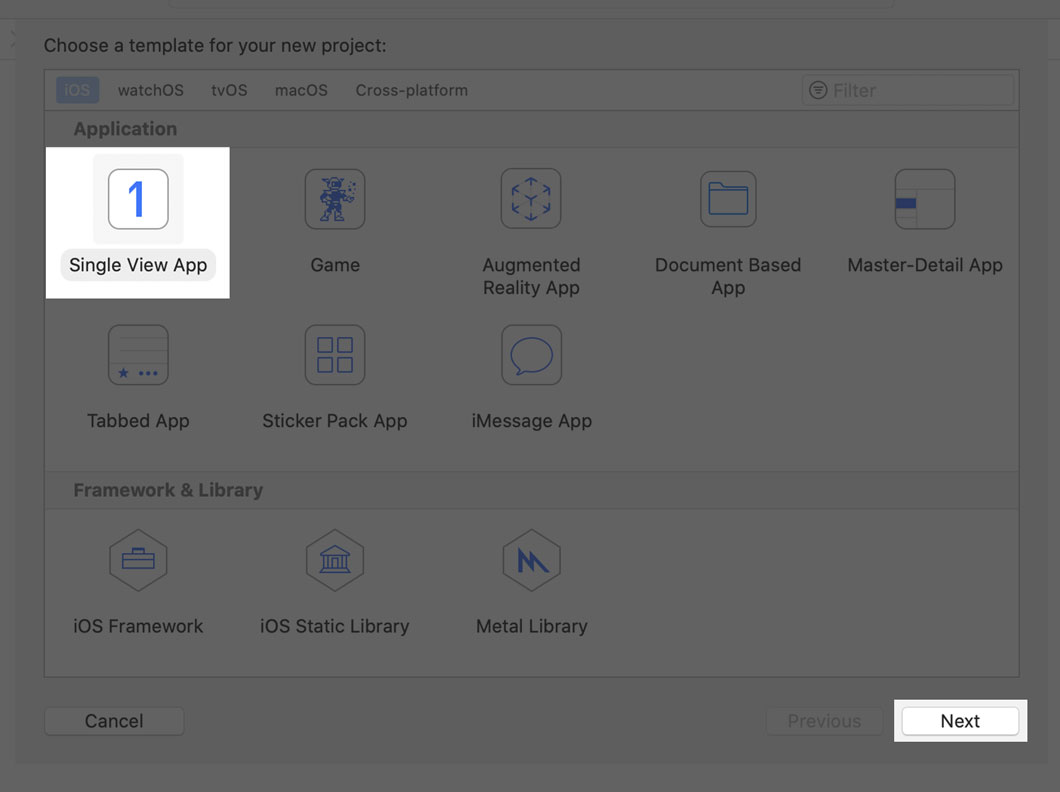 Choose a template for your new project:
iOS watchOS tvOS macOS Cross-platform Filter
Application
1
Single View App Game Augmented Reality App Document Based App Master-Detail App
Tabbed App Sticker Pack App iMessage App
Framework & Library
iOS Framework iOS Static Library Metal Library
Cancel Previous Next